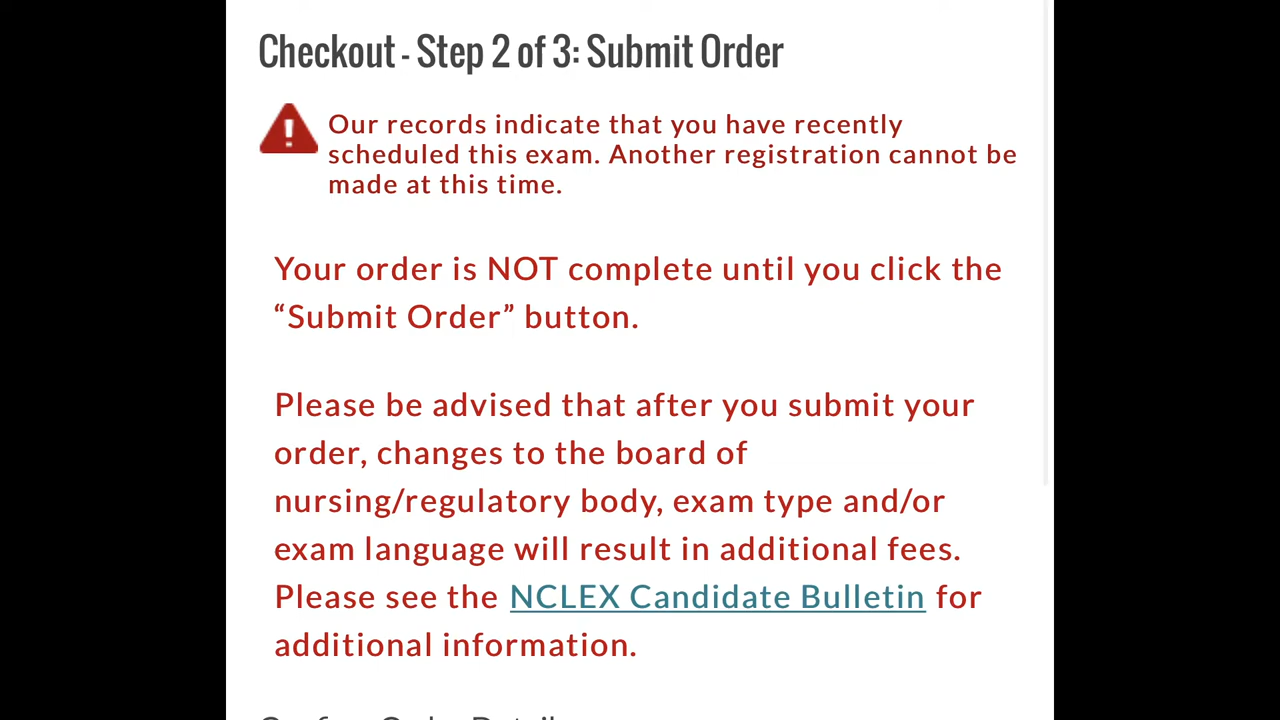 Checkout - Step 2 of 3: Submit Order
Our records indicate that you have recently
scheduled this exam. Another registration cannot be
made at this time.
Your order is NOT complete until you click the
“Submit Order” button.
Please be advised that after you submit your
order, changes to the board of
nursing/regulatory body, exam type and/or
exam language will result in additional fees.
Please see the NCLEX Candidate Bulletin for
additional information.